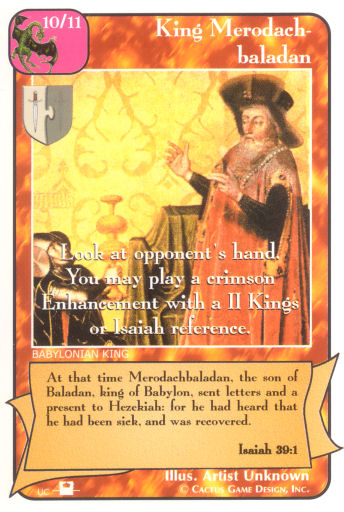 10/11
King Merodach-
baladan
Look at opponent's hand.
You may play a crimson
Enhancement with a II Kings
or Isaiah reference.
BABYLONIAN KING
At that time Merodachbaladan, the son of
Baladan, king of Babylon, sent letters and a
present to Hezekiah: for he had heard that
he had been sick, and was recovered.
Isaiah 39:1
Illus. Artist Unknown
UC
© Cactus Game Design, Inc.